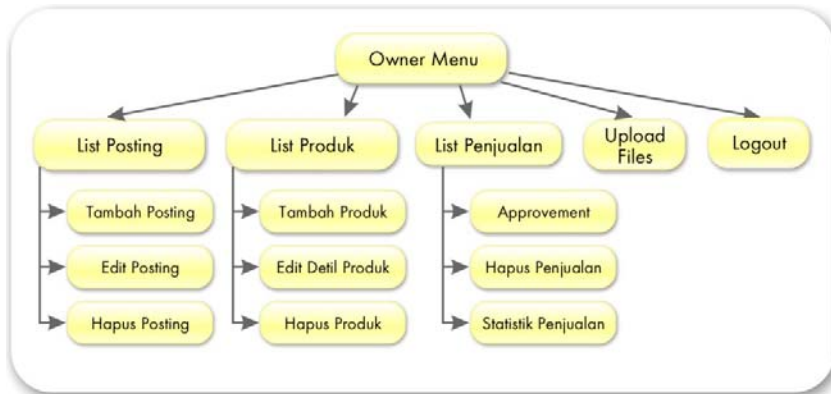 Owner Menu
List Posting
List Produk
List Penjualan
Upload
Files
Logout
Tambah Posting
Tambah Produk
Approvement
Edit Posting
Edit Detil Produk
Hapus Penjualan
Hapus Posting
Hapus Produk
Statistik Penjualan